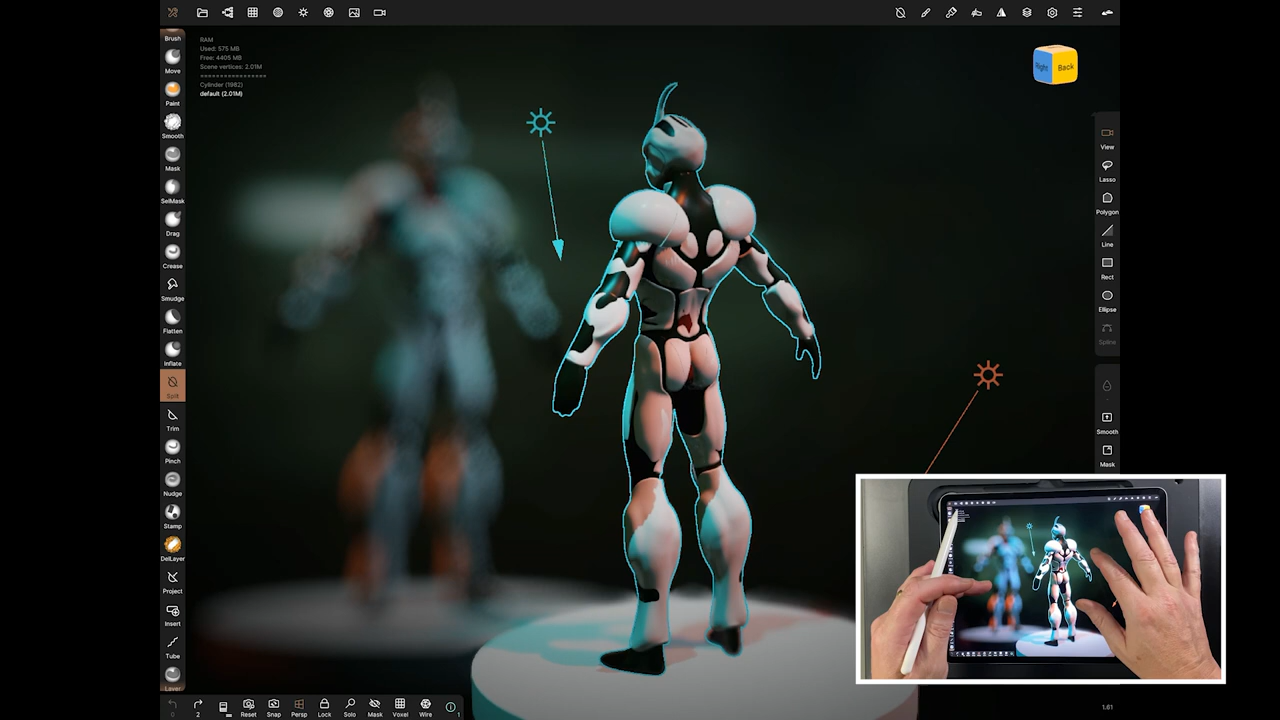 RAM
Used: 575 MB
Free: 4405 MB
Scene vertices: 2.01M
==================
Cylinder (1982)
default (2.01M)
Right
Back
Brush
Move
Paint
Smooth
Mask
SelMask
Drag
Crease
Smudge
Flatten
Inflate
Split
Trim
Pinch
Nudge
Stamp
DelLayer
Project
Insert
Tube
Layer
View
Lasso
Polygon
Line
Rect
Ellipse
Spline
Smooth
Mask
0
2
Reset
Snap
Persp
Lock
Solo
Mask
Voxel
Wire
1
1.61